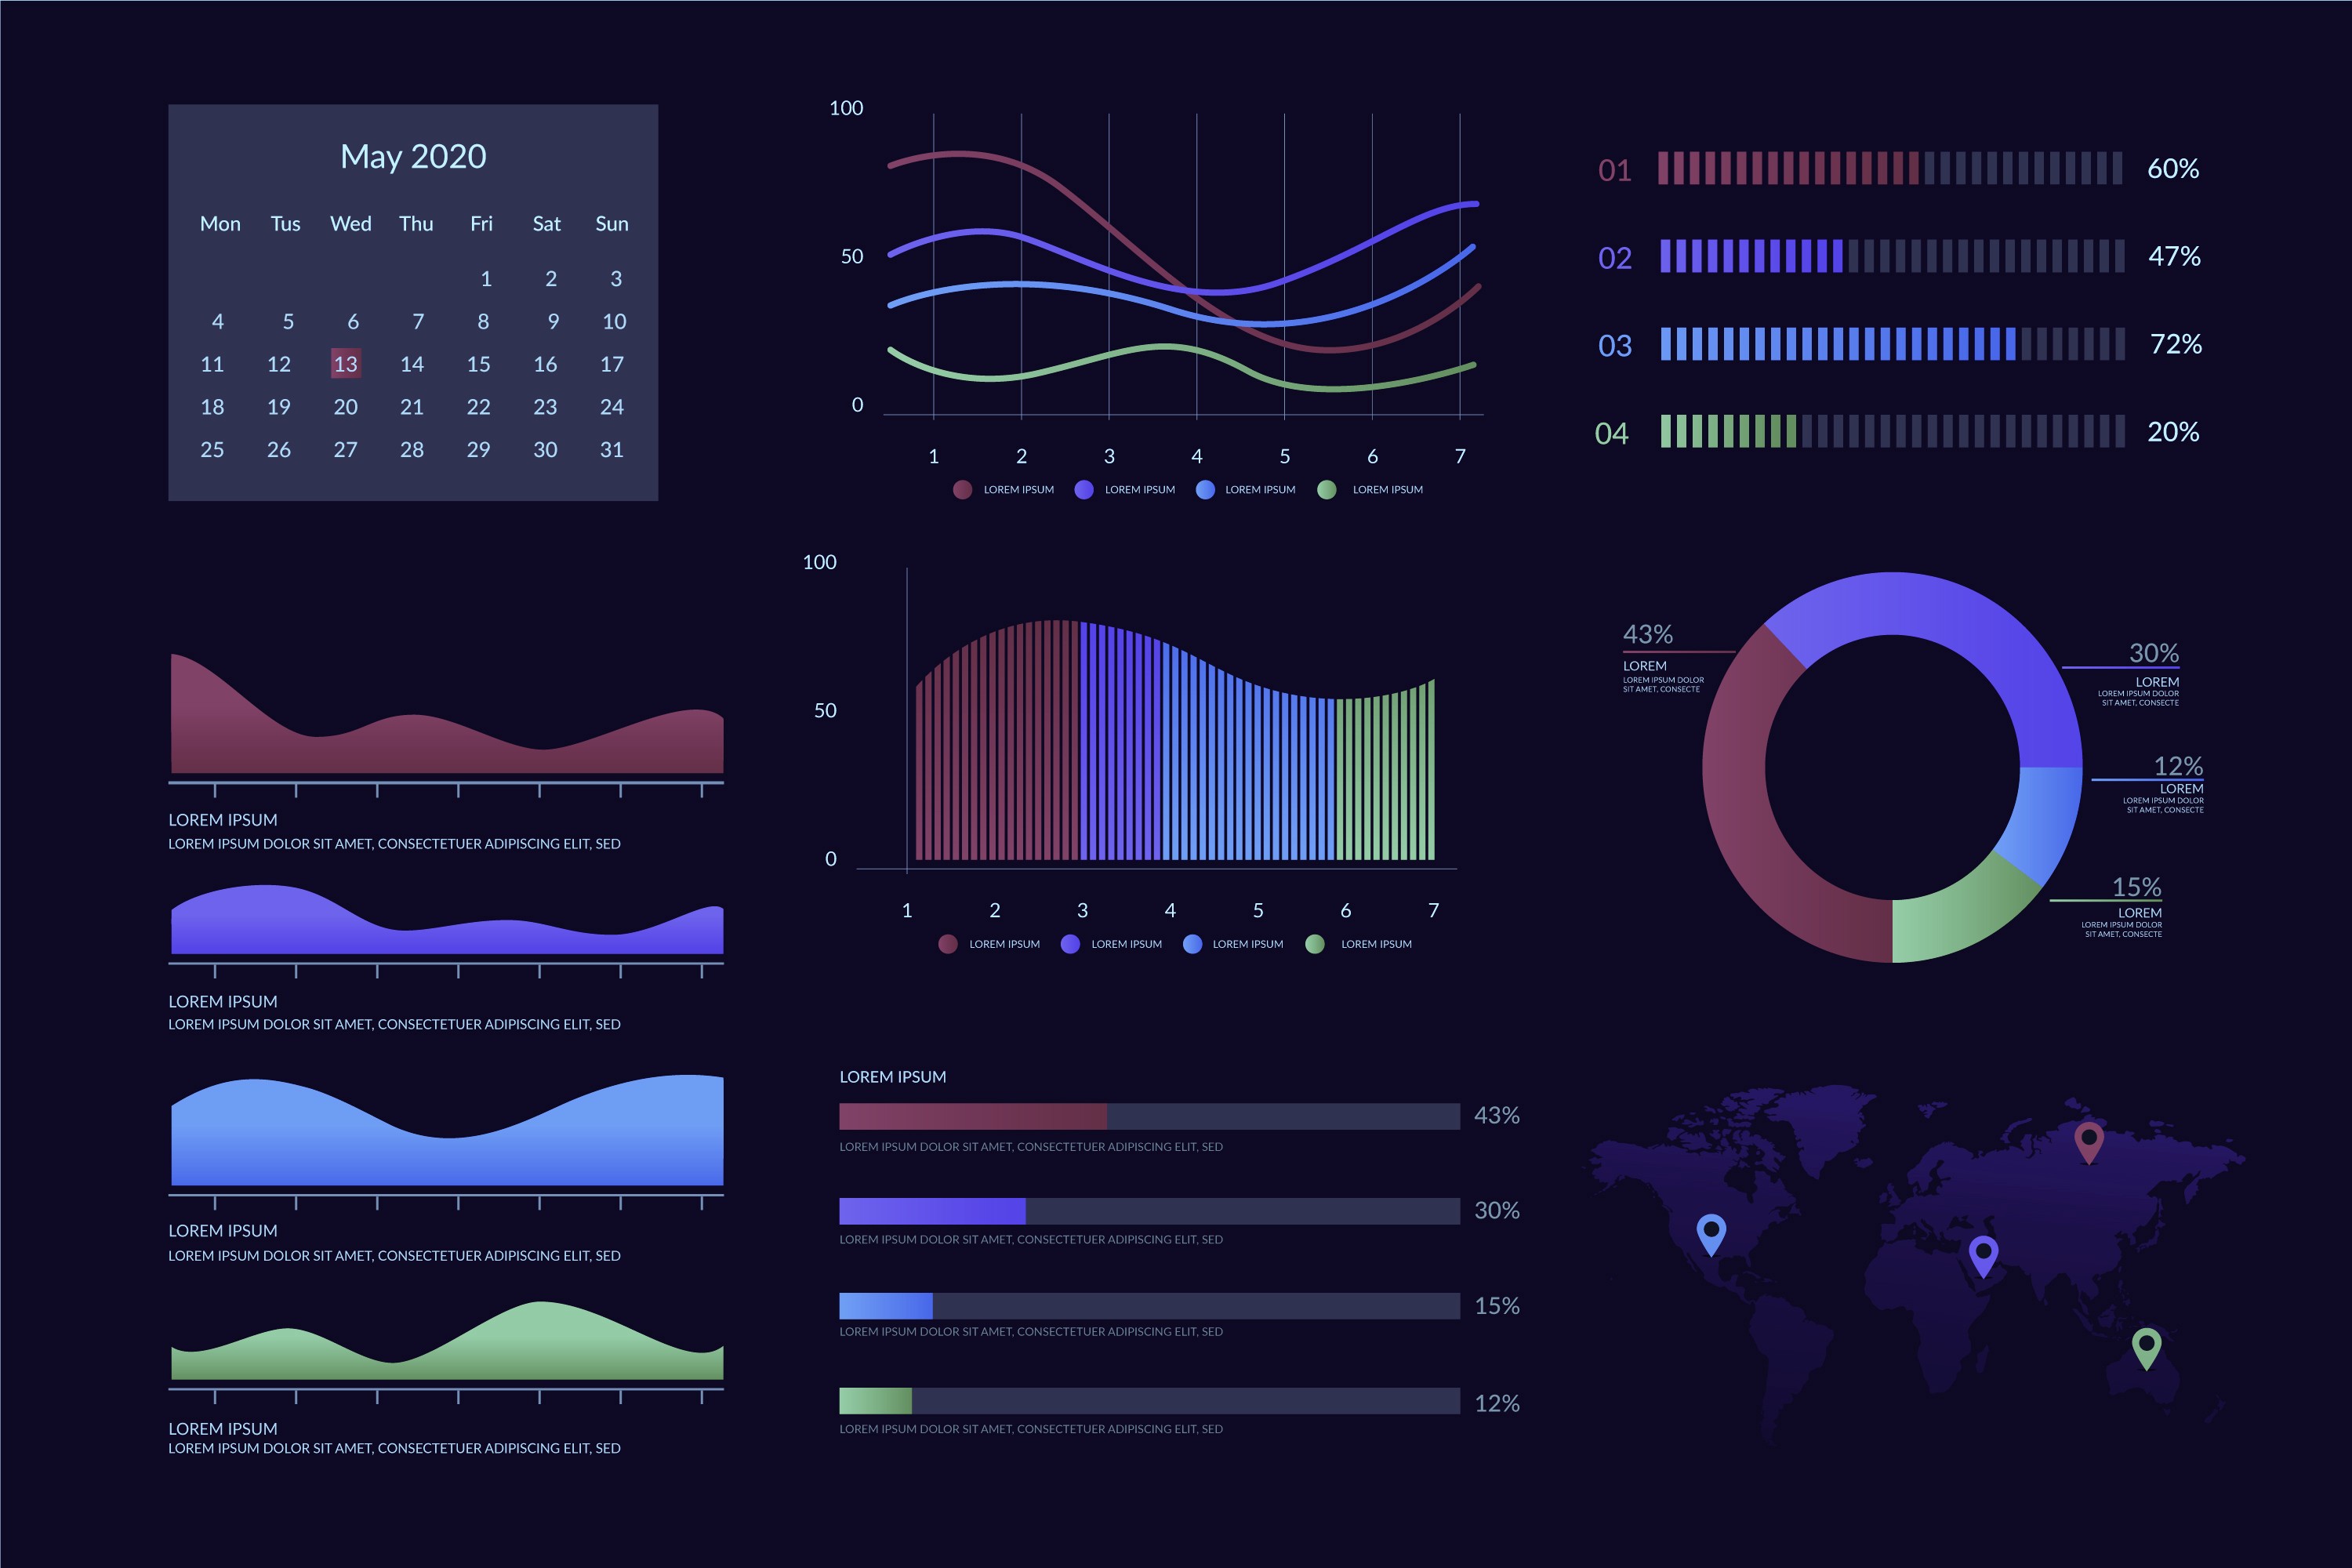 May 2020
Mon Tus Wed Thu Fri Sat Sun
1 2 3
4 5 6 7 8 9 10
11 12 13 14 15 16 17
18 19 20 21 22 23 24
25 26 27 28 29 30 31
100
50
0
1 2 3 4 5 6 7
LOREM IPSUM LOREM IPSUM LOREM IPSUM LOREM IPSUM
01 60%
02 47%
03 72%
04 20%
LOREM IPSUM
LOREM IPSUM DOLOR SIT AMET, CONSECTETUER ADIPISCING ELIT, SED
LOREM IPSUM
LOREM IPSUM DOLOR SIT AMET, CONSECTETUER ADIPISCING ELIT, SED
LOREM IPSUM
LOREM IPSUM DOLOR SIT AMET, CONSECTETUER ADIPISCING ELIT, SED
LOREM IPSUM
LOREM IPSUM DOLOR SIT AMET, CONSECTETUER ADIPISCING ELIT, SED
100
50
0
1 2 3 4 5 6 7
LOREM IPSUM LOREM IPSUM LOREM IPSUM LOREM IPSUM
43%
LOREM
LOREM IPSUM DOLOR
SIT AMET, CONSECTE
30%
LOREM
LOREM IPSUM DOLOR
SIT AMET, CONSECTE
12%
LOREM
LOREM IPSUM DOLOR
SIT AMET, CONSECTE
15%
LOREM
LOREM IPSUM DOLOR
SIT AMET, CONSECTE
LOREM IPSUM
43%
LOREM IPSUM DOLOR SIT AMET, CONSECTETUER ADIPISCING ELIT, SED
30%
LOREM IPSUM DOLOR SIT AMET, CONSECTETUER ADIPISCING ELIT, SED
15%
LOREM IPSUM DOLOR SIT AMET, CONSECTETUER ADIPISCING ELIT, SED
12%
LOREM IPSUM DOLOR SIT AMET, CONSECTETUER ADIPISCING ELIT, SED